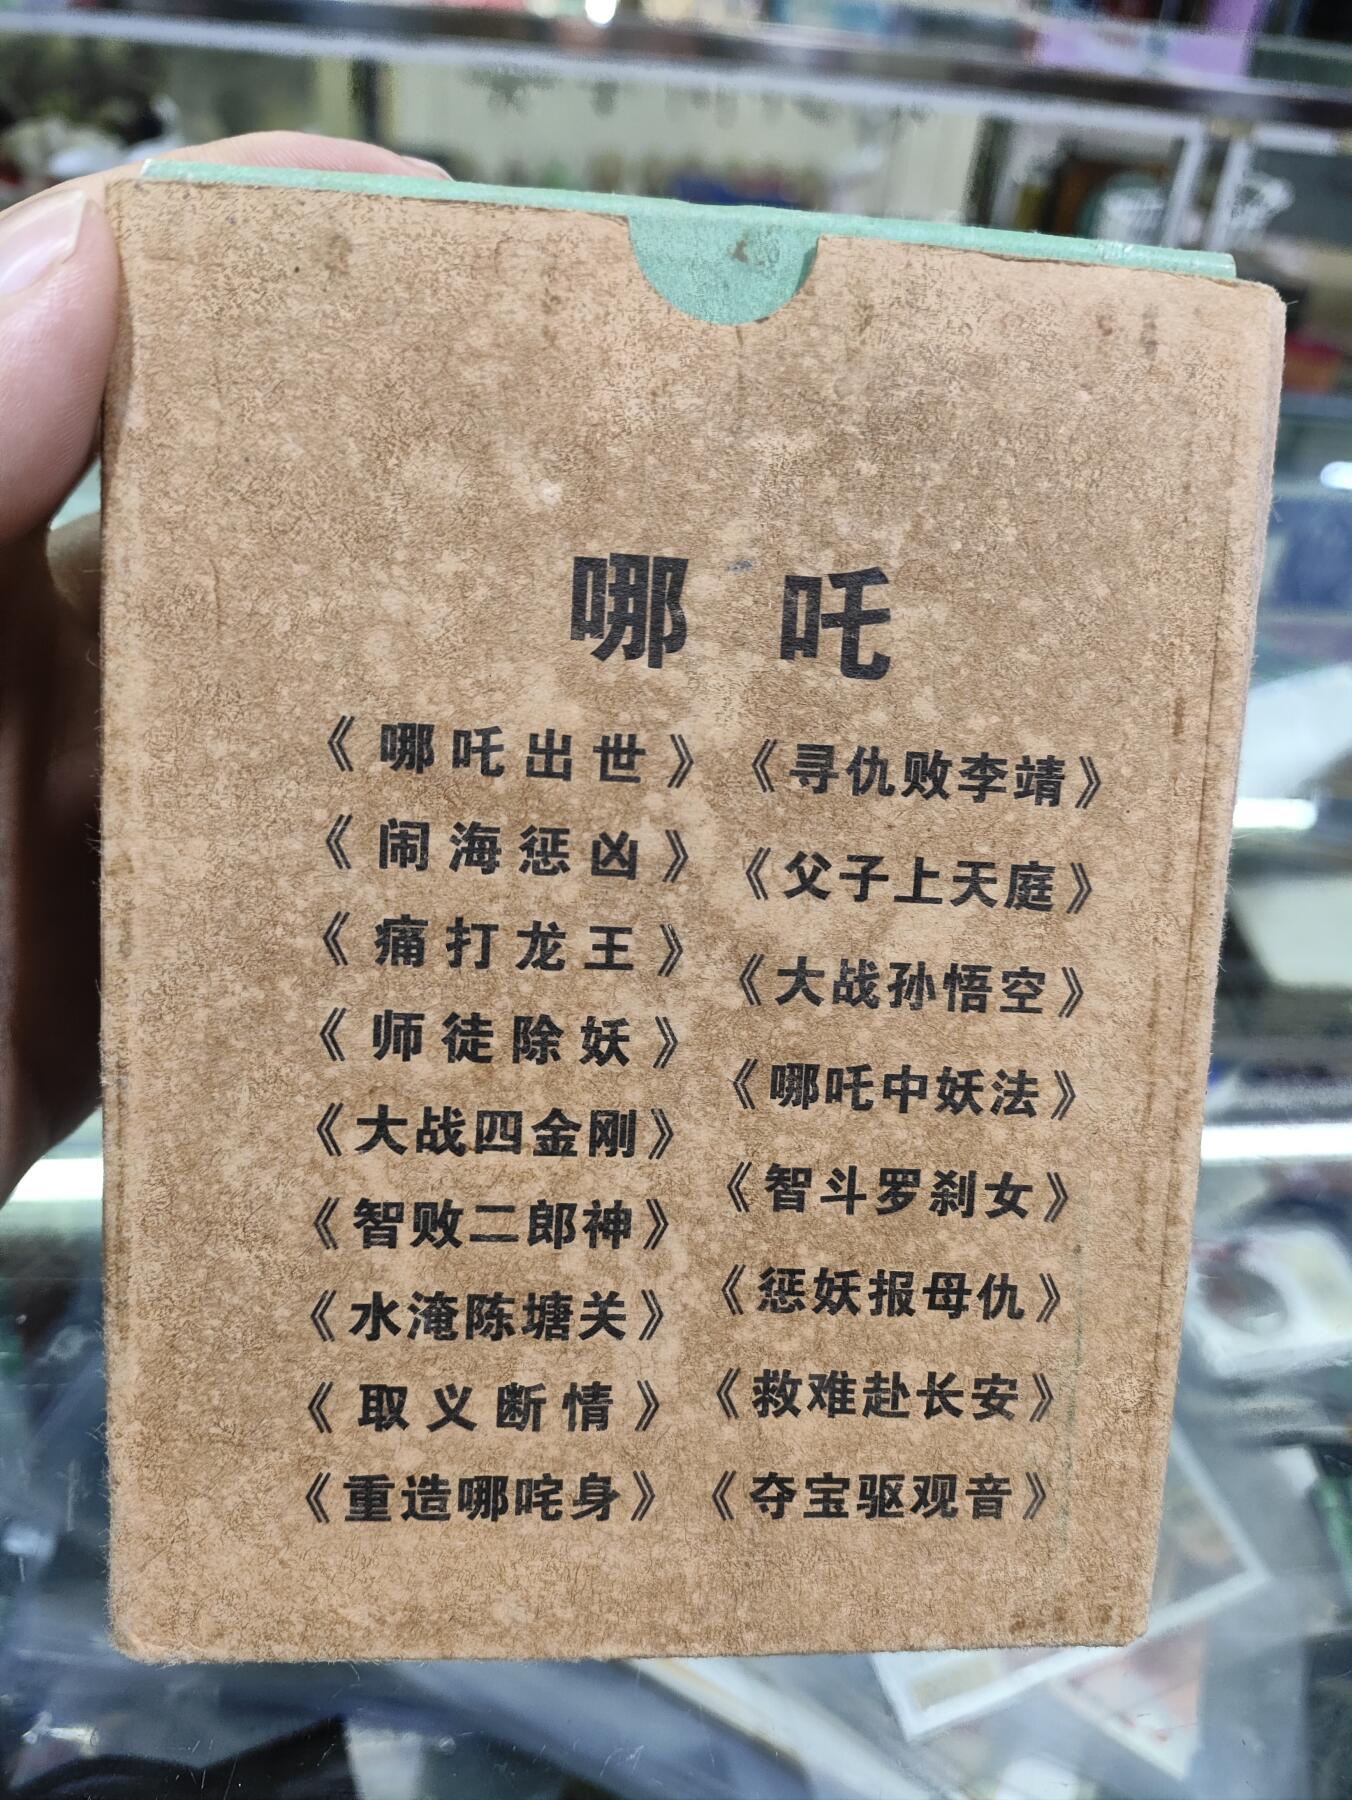 哪吒
《哪吒出世》
《闹海惩凶》
《痛打龙王》
《师徒除妖》
《大战四金刚》
《智败二郎神》
《水淹陈塘关》
《取义断情》
《重造哪咤身》
《寻仇败李靖》
《父子上天庭》
《大战孙悟空》
《哪吒中妖法》
《智斗罗刹女》
《惩妖报母仇》
《救难赴长安》
《夺宝驱观音》